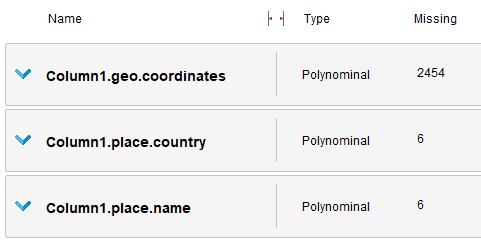 Name Type Missing
Column1.geo.coordinates Polynominal 2454
Column1.place.country Polynominal 6
Column1.place.name Polynominal 6